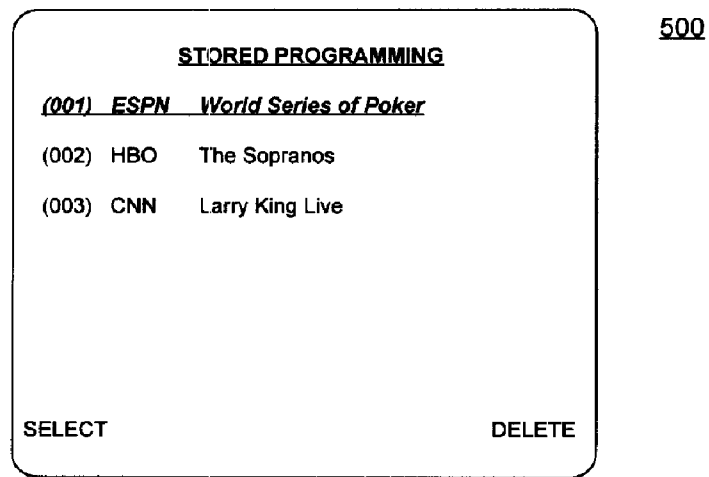 500
STORED PROGRAMMING
(001) ESPN World Series of Poker
(002) HBO The Sopranos
(003) CNN Larry King Live
SELECT DELETE